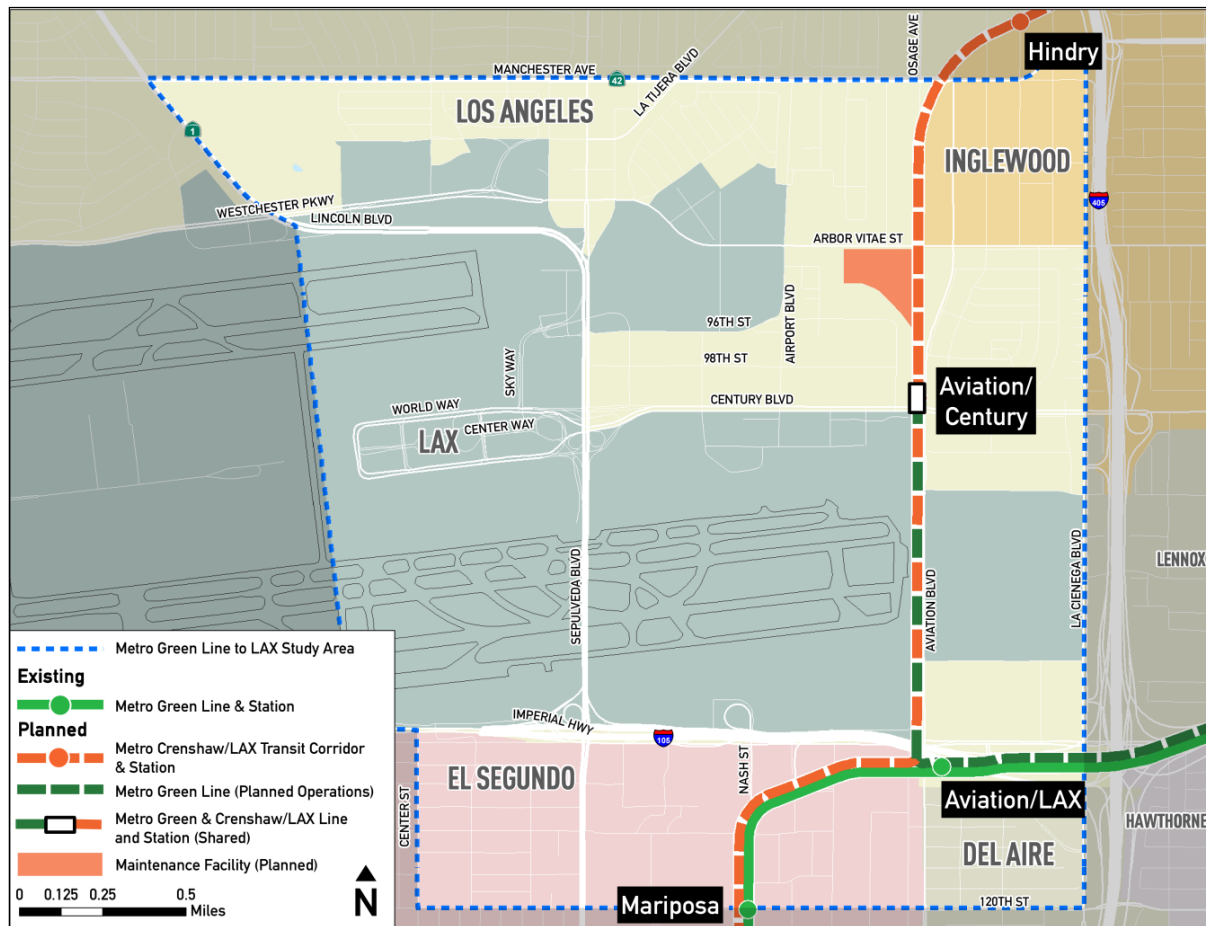 OSAGE AVE
Hindry
MANCHESTER AVE
42
LA TIJERA BLVD
LOS ANGELES
1
INGLEWOOD
405
WESTCHESTER PKWY
LINCOLN BLVD
ARBOR VITAE ST
96TH ST
AIRPORT BLVD
98TH ST
SKY WAY
Aviation/
Century
CENTURY BLVD
WORLD WAY
CENTER WAY
LAX
LENNOX
SEPULVEDA BLVD
AVIATION BLVD
LA CIENEGA BLVD
IMPERIAL HWY
105
NASH ST
EL SEGUNDO
CENTER ST
Aviation/LAX
HAWTHORNE
DEL AIRE
Mariposa
120TH ST
Metro Green Line to LAX Study Area
Existing
Metro Green Line & Station
Planned
Metro Crenshaw/LAX Transit Corridor
& Station
Metro Green Line (Planned Operations)
Metro Green & Crenshaw/LAX Line
and Station (Shared)
Maintenance Facility (Planned)
0 0.125 0.25 0.5
Miles
N